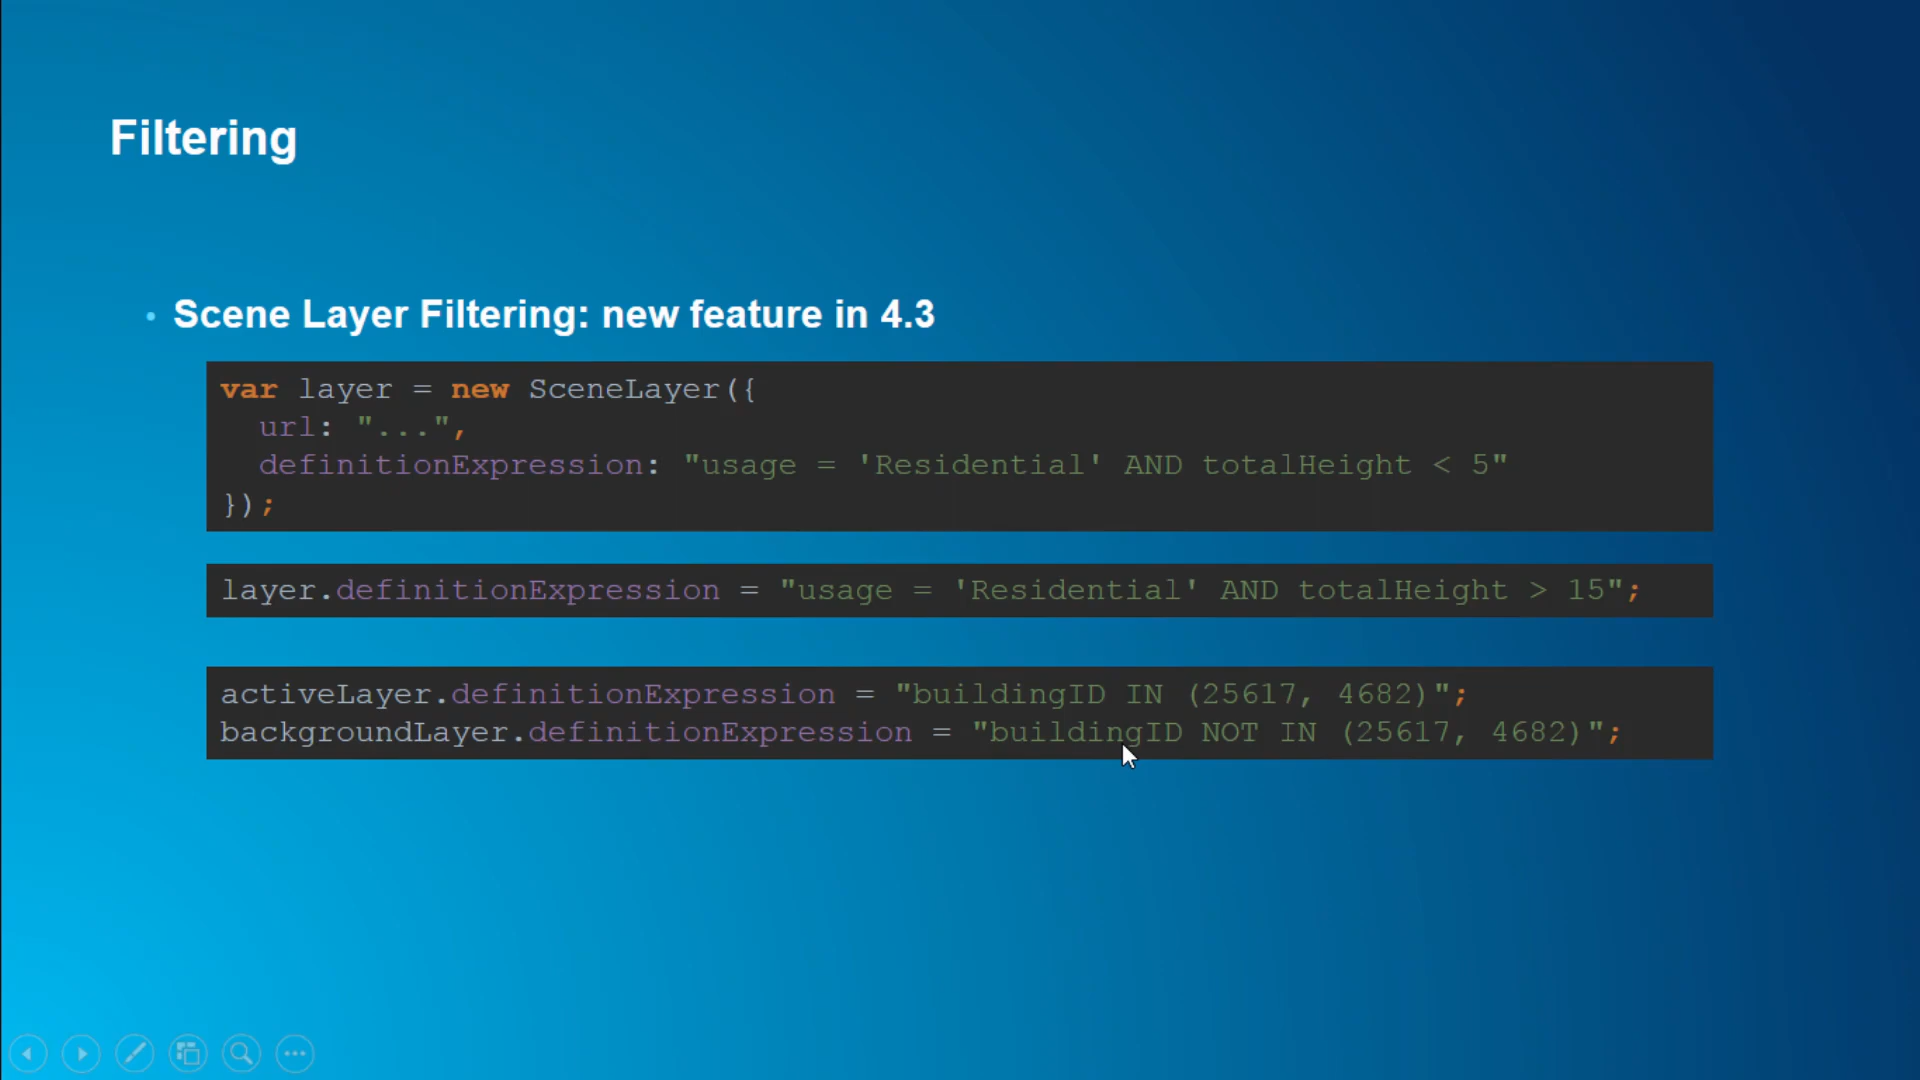 Filtering
• Scene Layer Filtering: new feature in 4.3
var layer = new SceneLayer({
  url: "...",
  definitionExpression: "usage = 'Residential' AND totalHeight < 5"
});
layer.definitionExpression = "usage = 'Residential' AND totalHeight > 15";
activeLayer.definitionExpression = "buildingID IN (25617, 4682)";
backgroundLayer.definitionExpression = "buildingID NOT IN (25617, 4682)";